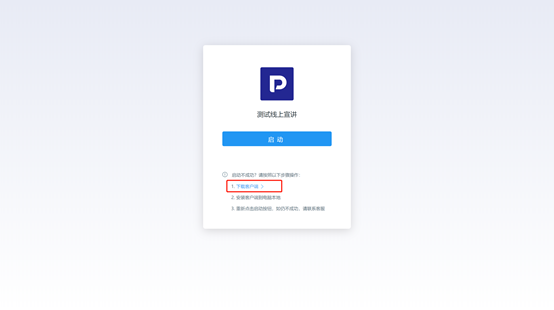 测试线上宣讲
启动
启动不成功？请按照以下步骤操作：
1. 下载客户端 〉
2. 安装客户端到电脑本地
3. 重新点击启动按钮，如仍不成功，请联系客服